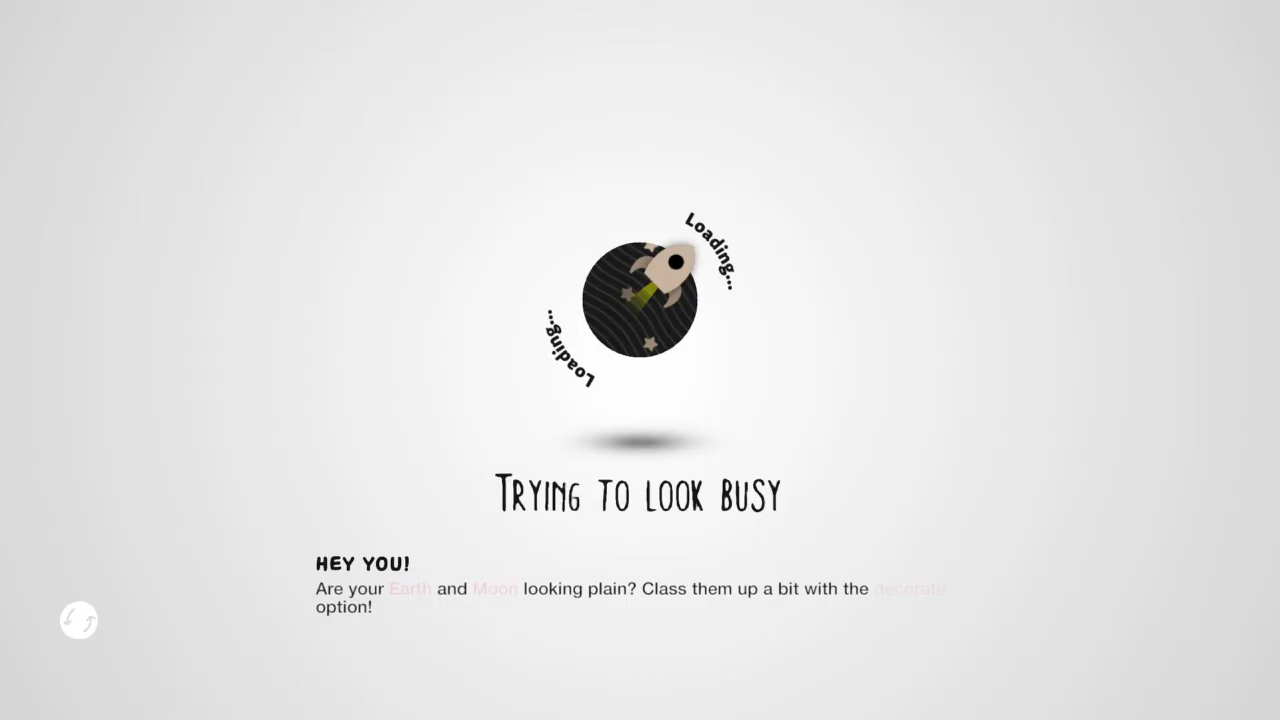 Loading...
Loading...
Trying to look busy
HEY YOU!
Are your Earth and Moon looking plain? Class them up a bit with the decorate
option!